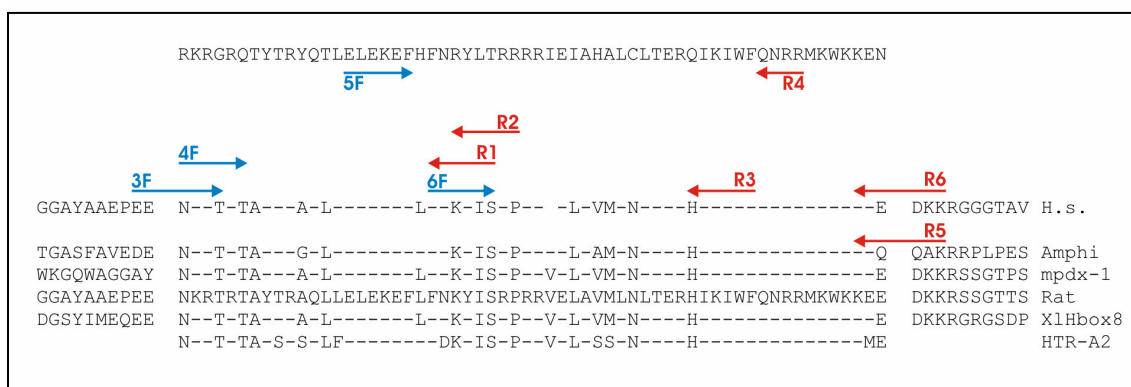 RKRGRQTYTRYQTLELEKEFHFNRYLTRRRRIEIAHALCLTERQIKIWFQNRRMKWKKEN
5F R4
R2
4F R1
3F 6F R3 R6
GGAYAAEPEE N--T-TA---A-L-------L--K-IS-P-- -L-VM-N----H---------------E DKKRGGGTAV H.s.
R5
TGASFAVEDE N--T-TA---G-L-------L--K-IS-P-- -L-AM-N----H---------------Q QAKRRPLPES Amphi
WKGQWAGGAY N--T-TA---A-L-------L--K-IS-P--V-L-VM-N----H---------------E DKKRSSGTPS mpdx-1
GGAYAAEPEE NKRTRTAYTRAQLLELEKEFLFNKYISRPRRVELAVMLNLTERHIKIWFQNRRMKWKKEE DKKRSSGTTS Rat
DGSYIMEQEE N--T-TA---A-L-------L--K-IS-P--V-L-VM-N----H---------------E DKKRGRGSDP XlHbox8
N--T-TA-S-S-LF--------DK-IS-P--V-L-SS-N----H--------------ME HTR-A2